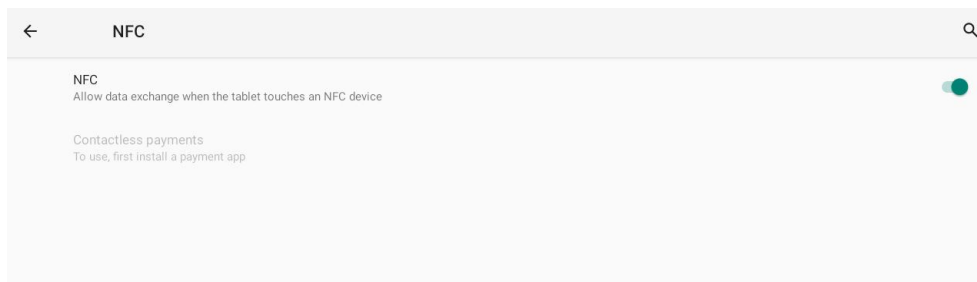 NFC
NFC
Allow data exchange when the tablet touches an NFC device
Contactless payments
To use, first install a payment app